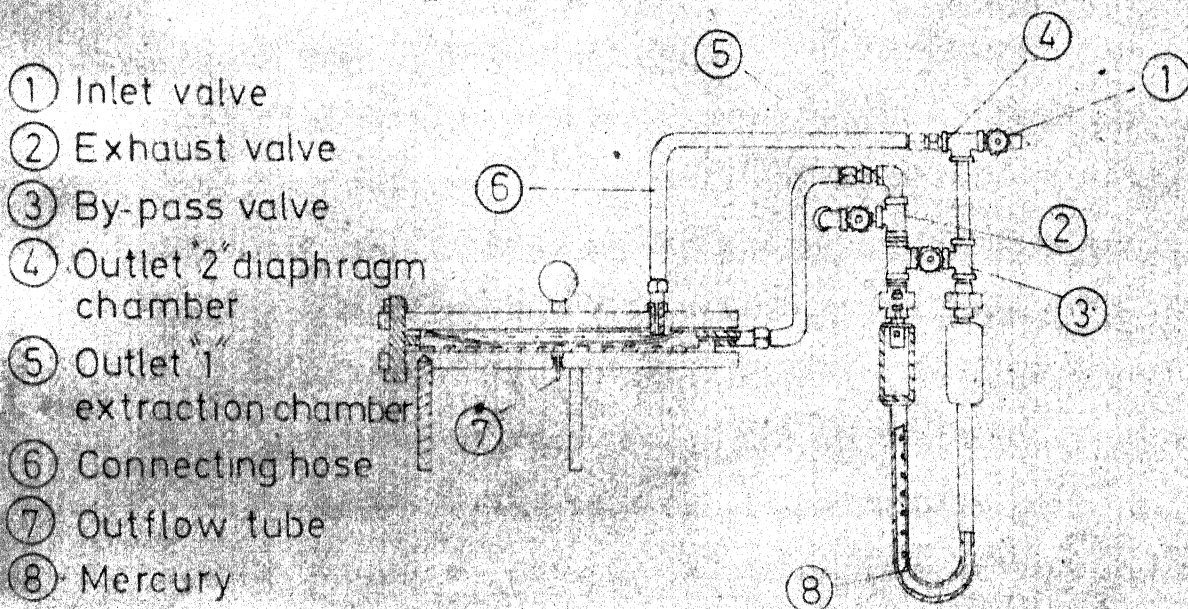 ① Inlet valve
② Exhaust valve
③ By-pass valve
④ Outlet "2" diaphragm
chamber
⑤ Outlet "1"
extraction chamber
⑥ Connecting hose
⑦ Outflow tube
⑧ Mercury
⑤
④
①
⑥
②
③
⑦
⑧